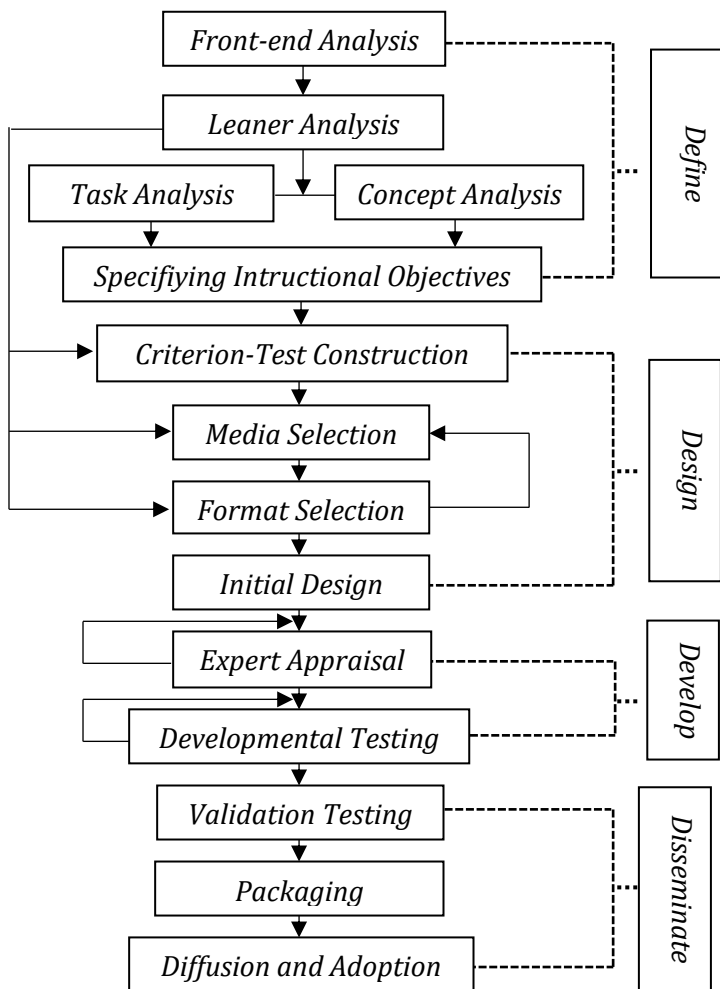 Front-end Analysis
Leaner Analysis
Task Analysis
Concept Analysis
Specifiying Intructional Objectives
Define
Criterion-Test Construction
Media Selection
Format Selection
Initial Design
Design
Expert Appraisal
Developmental Testing
Develop
Validation Testing
Packaging
Diffusion and Adoption
Disseminate